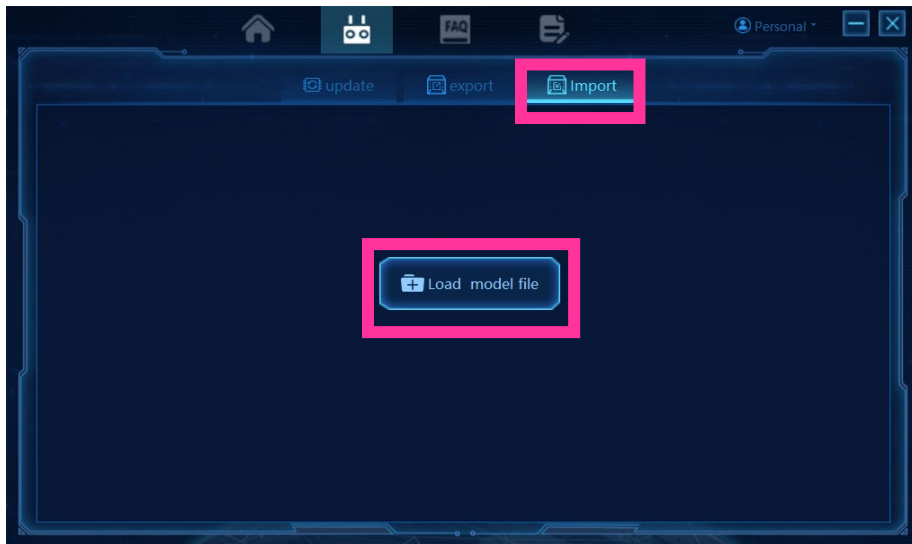 FAQ
Personal
update
export
Import
Load model file